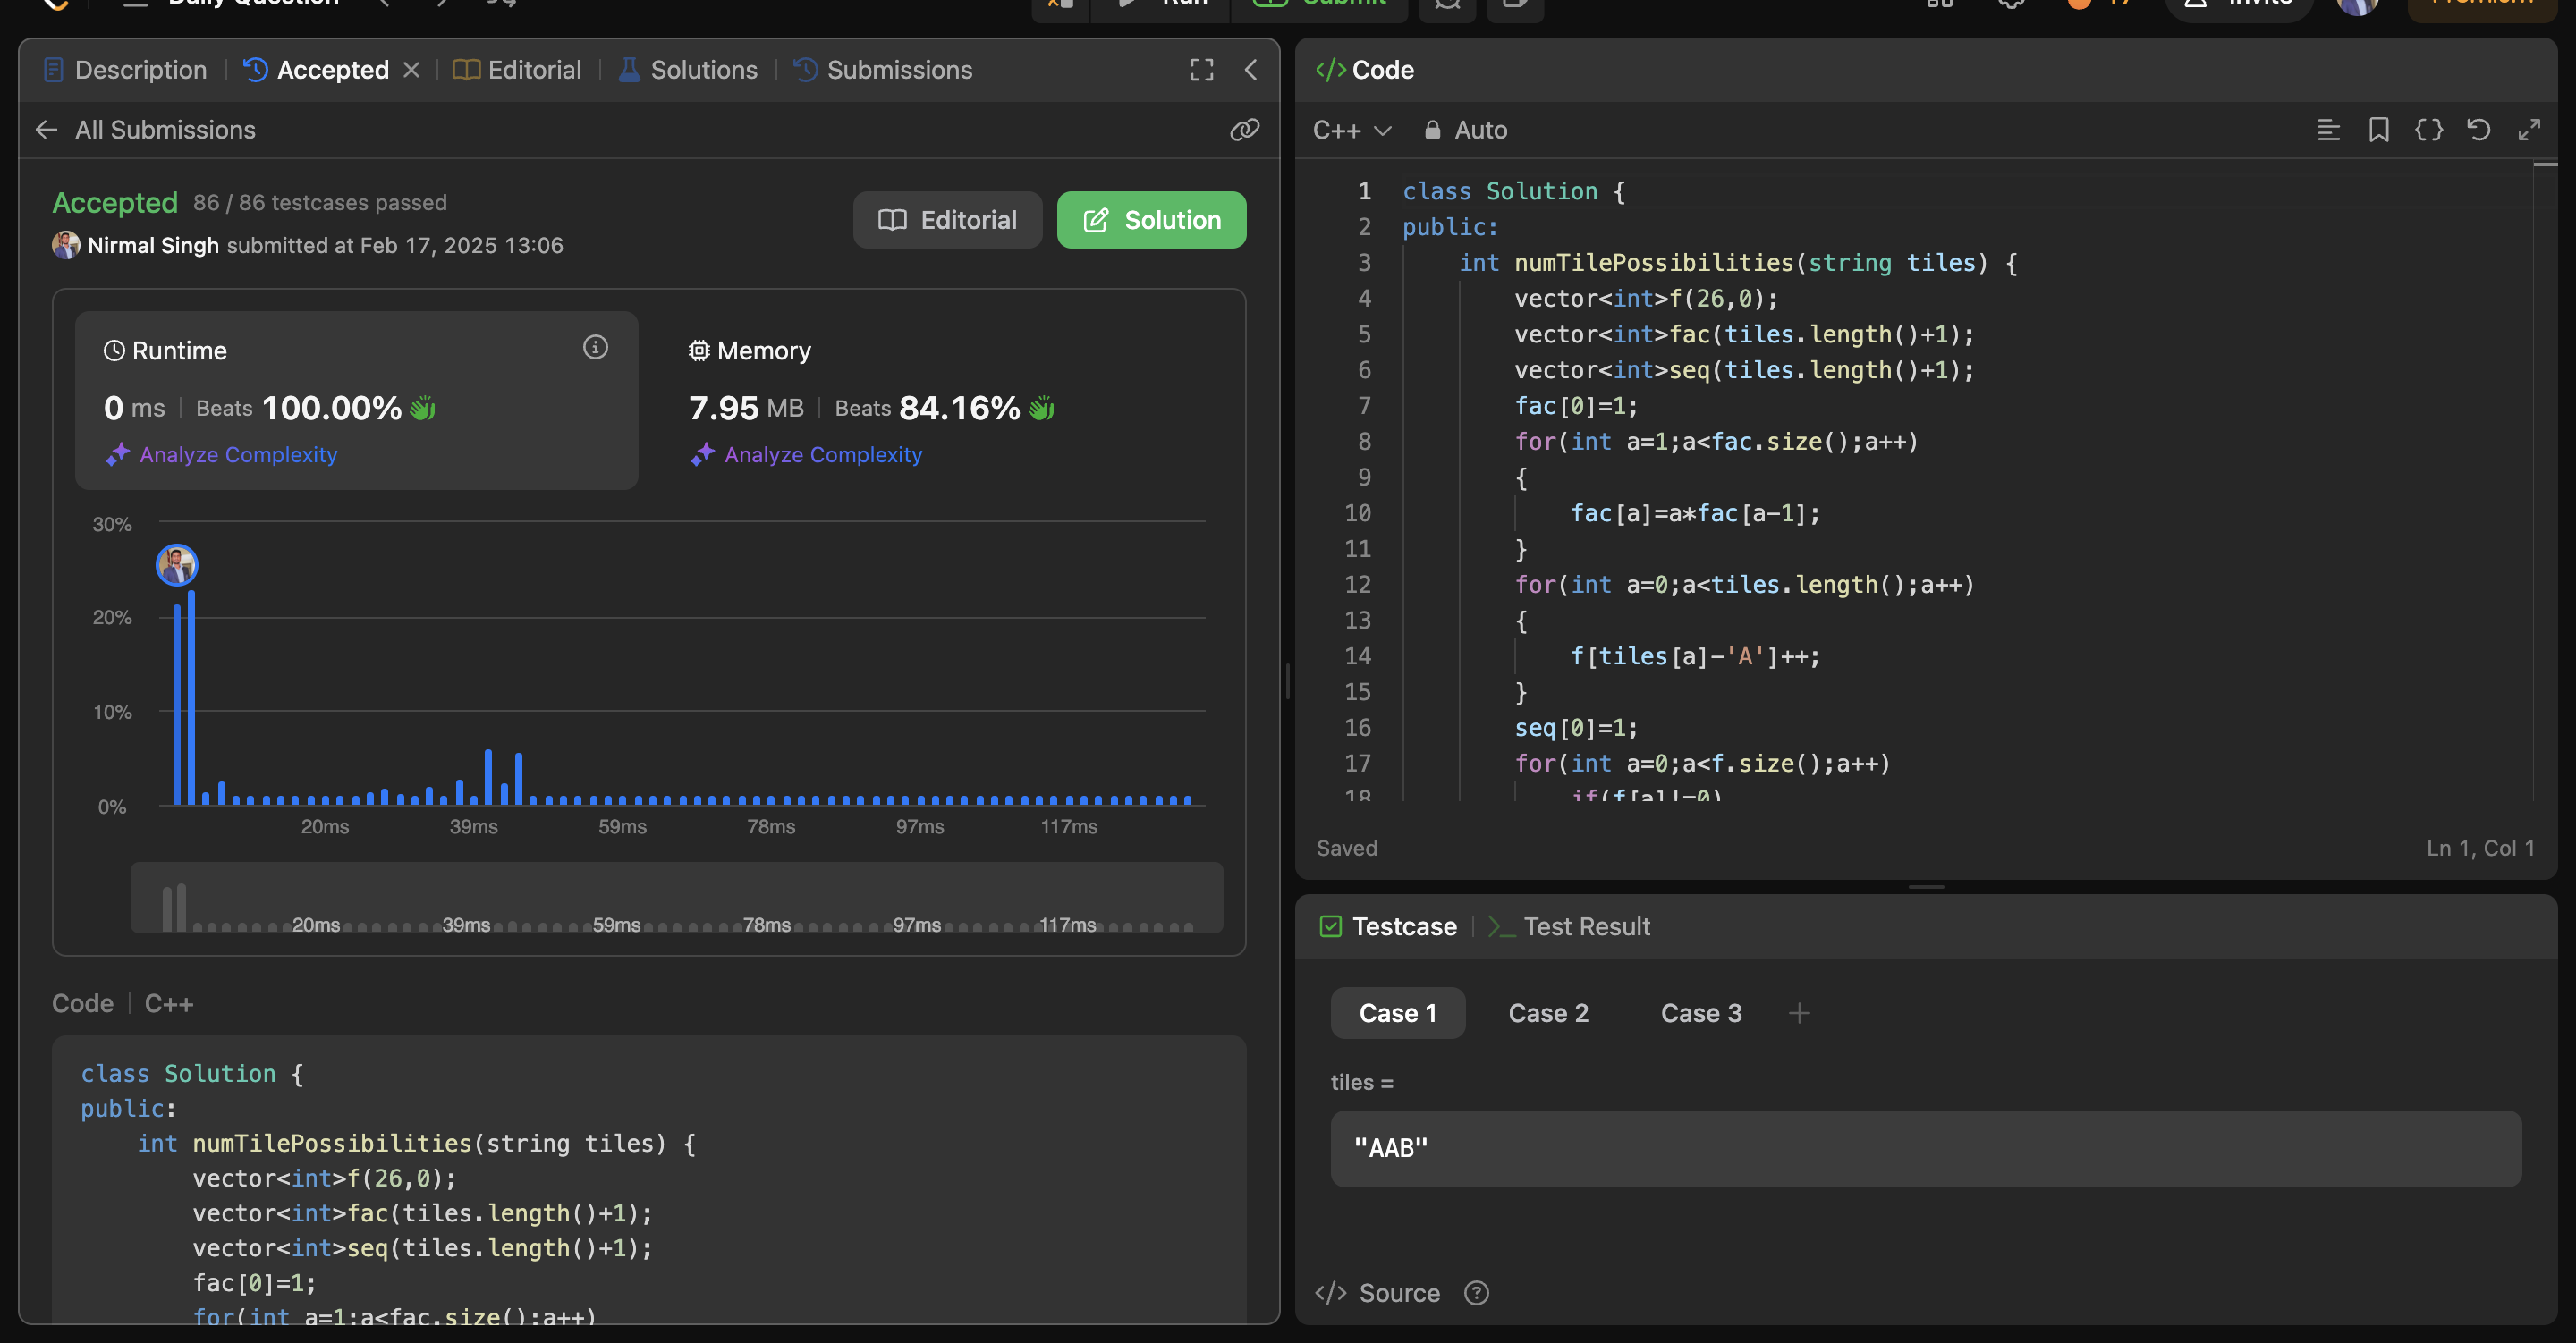 Daily Question
Run
Submit
17
Invite
Premium
Description
Accepted
Editorial
Solutions
Submissions
All Submissions
Accepted 86 / 86 testcases passed
Nirmal Singh submitted at Feb 17, 2025 13:06
Editorial
Solution
Runtime
0 ms Beats 100.00%
Analyze Complexity
Memory
7.95 MB Beats 84.16%
Analyze Complexity
30%
20%
10%
0%
20ms 39ms 59ms 78ms 97ms 117ms
20ms 39ms 59ms 78ms 97ms 117ms
Code C++
class Solution {
public:
int numTilePossibilities(string tiles) {
vector<int>f(26,0);
vector<int>fac(tiles.length()+1);
vector<int>seq(tiles.length()+1);
fac[0]=1;
for(int a=1;a<fac.size();a++)
</> Code
C++ Auto
1 class Solution {
2 public:
3 int numTilePossibilities(string tiles) {
4 vector<int>f(26,0);
5 vector<int>fac(tiles.length()+1);
6 vector<int>seq(tiles.length()+1);
7 fac[0]=1;
8 for(int a=1;a<fac.size();a++)
9 {
10 fac[a]=a*fac[a-1];
11 }
12 for(int a=0;a<tiles.length();a++)
13 {
14 f[tiles[a]-'A']++;
15 }
16 seq[0]=1;
17 for(int a=0;a<f.size();a++)
18 if(f[a]!=0)
Saved
Ln 1, Col 1
Testcase
Test Result
Case 1 Case 2 Case 3 +
tiles =
"AAB"
</> Source